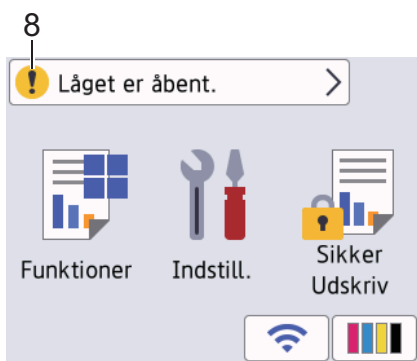 8
Låget er åbent.
Funktioner
Indstill.
Sikker
Udskriv